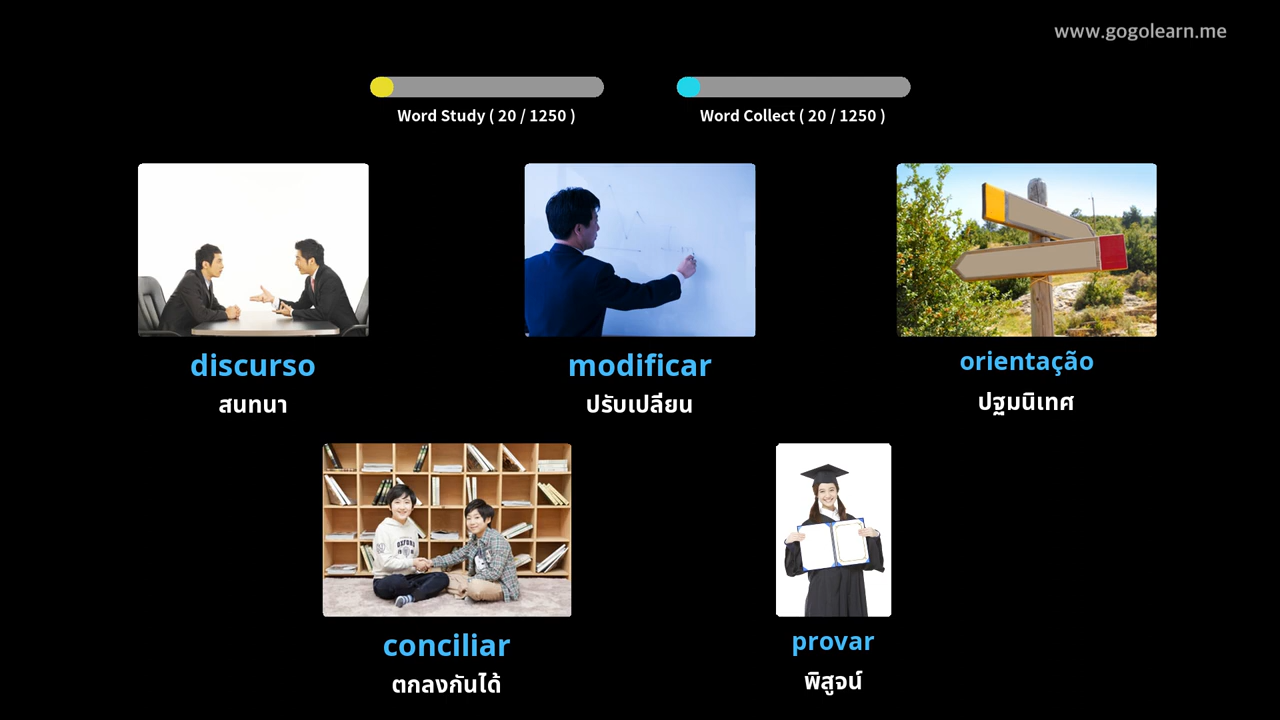 www.gogolearn.me
Word Study ( 20 / 1250 )
Word Collect ( 20 / 1250 )
discurso
สนทนา
modificar
ปรับเปลี่ยน
orientação
ปฐมนิเทศ
conciliar
ตกลงกันได้
provar
พิสูจน์